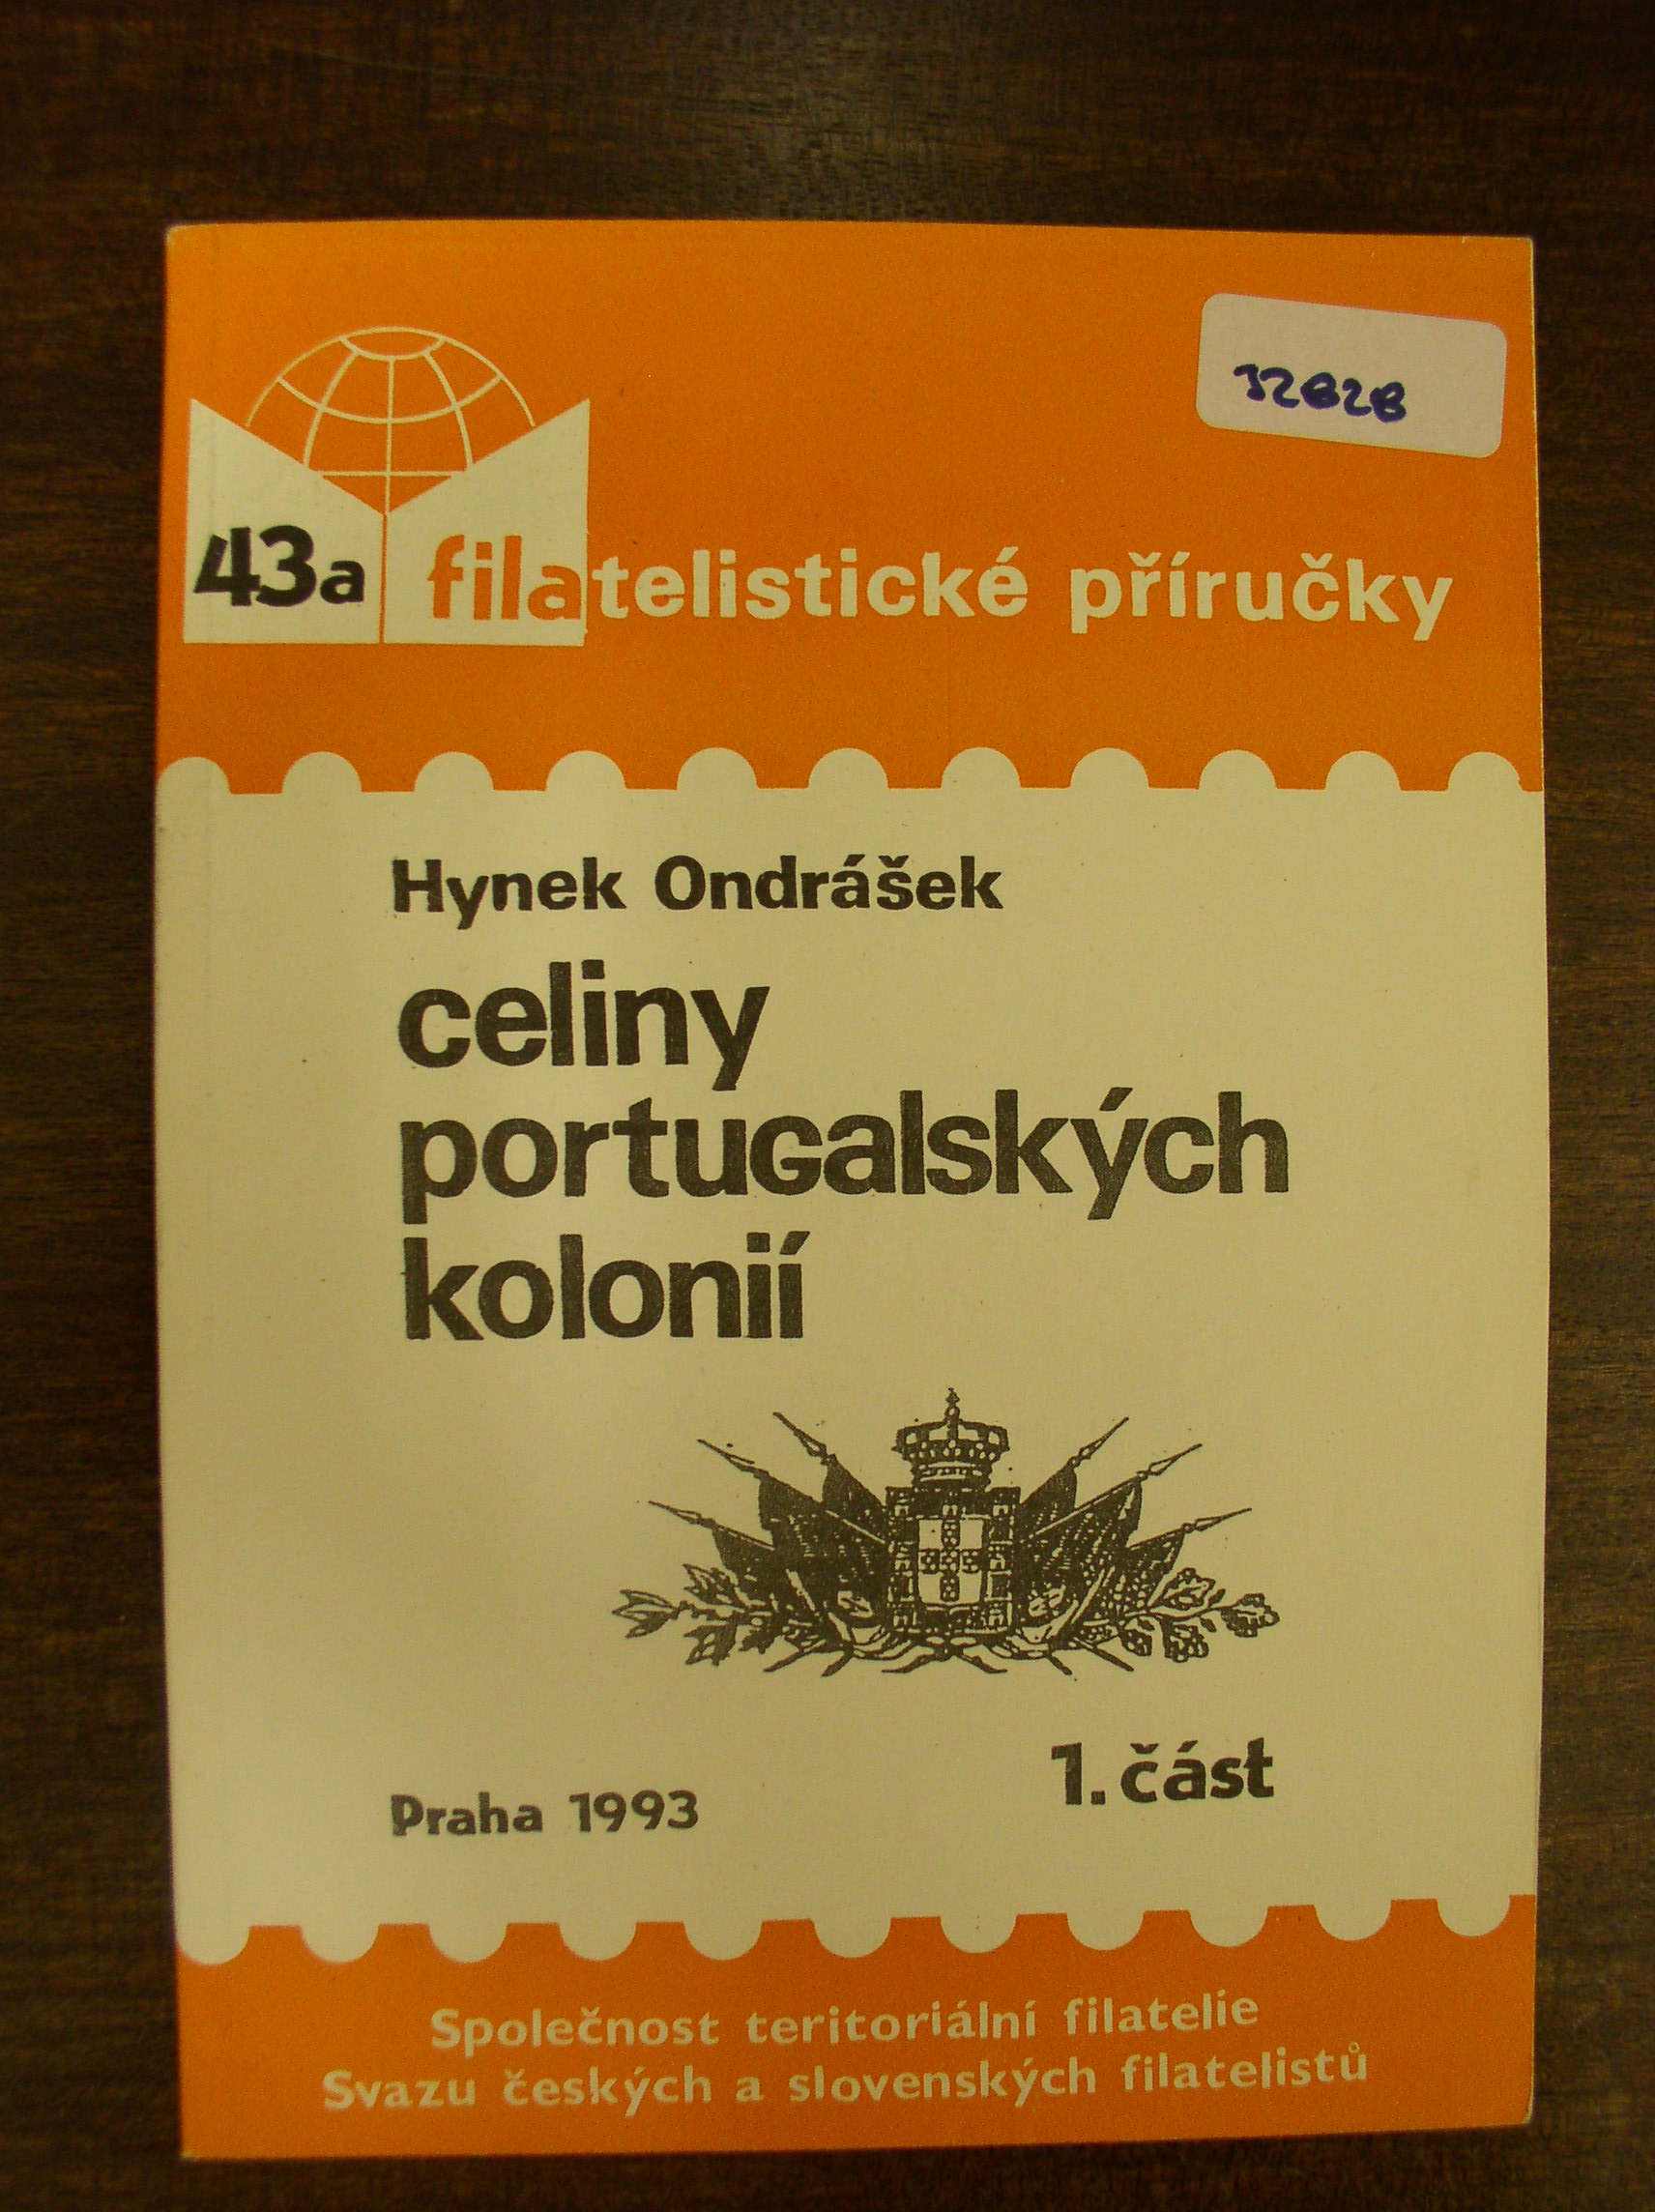 32828
43a filatelistické příručky
Hynek Ondrášek
celiny
portuGalských
kolonií
1. část
Praha 1993
Společnost teritoriální filatelie
Svazu českých a slovenských filatelistů